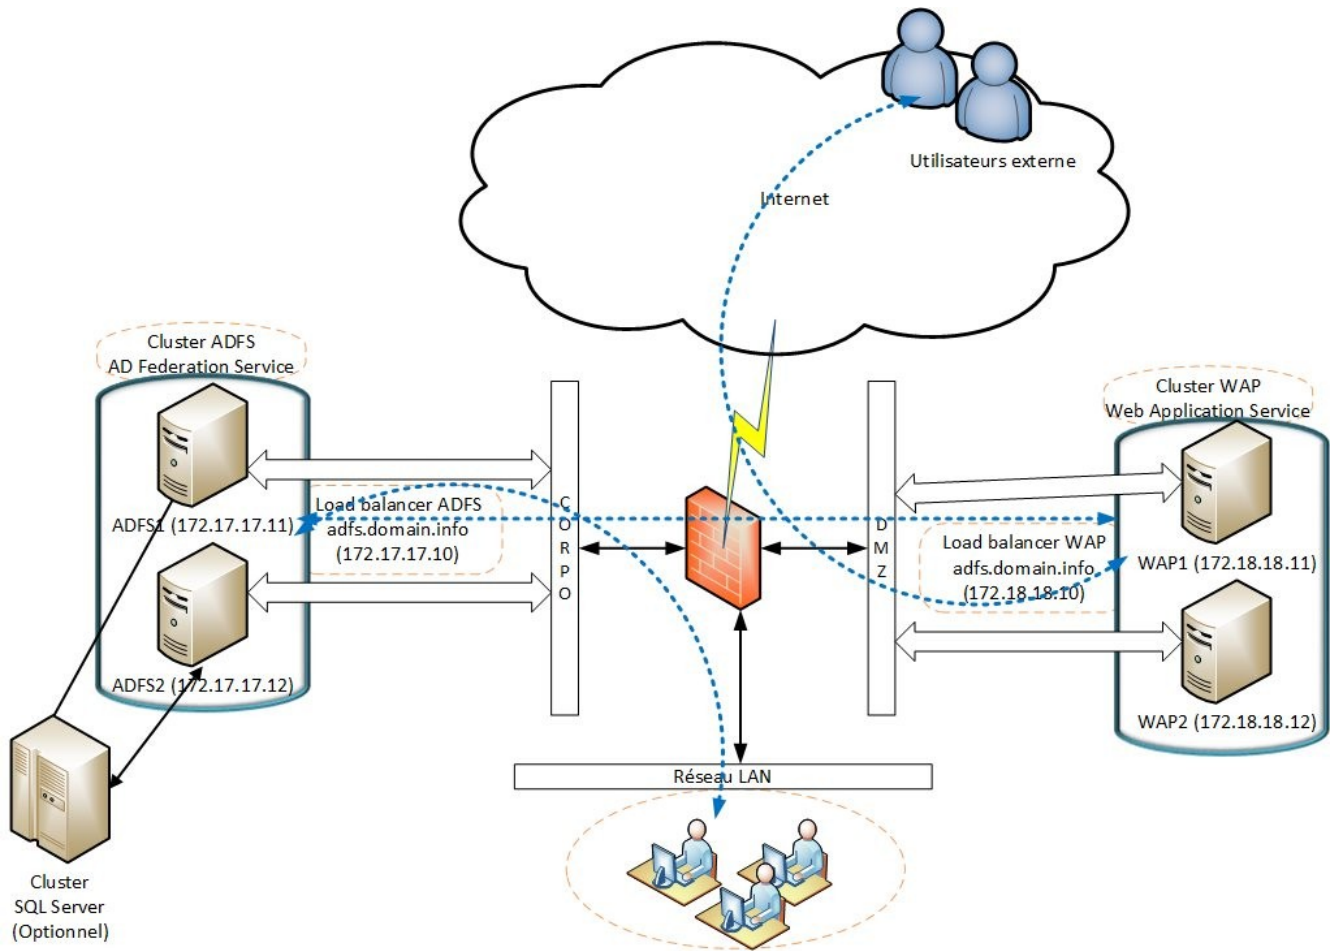 Utilisateurs externe
Internet
Cluster ADFS
AD Federation Service
Cluster WAP
Web Application Service
ADFS1 (172.17.17.11)
Load balancer ADFS
adfs.domain.info
(172.17.17.10)
CORPO
DMZ
Load balancer WAP
adfs.domain.info
(172.18.18.10)
WAP1 (172.18.18.11)
ADFS2 (172.17.17.12)
WAP2 (172.18.18.12)
Réseau LAN
Cluster
SQL Server
(Optionnel)